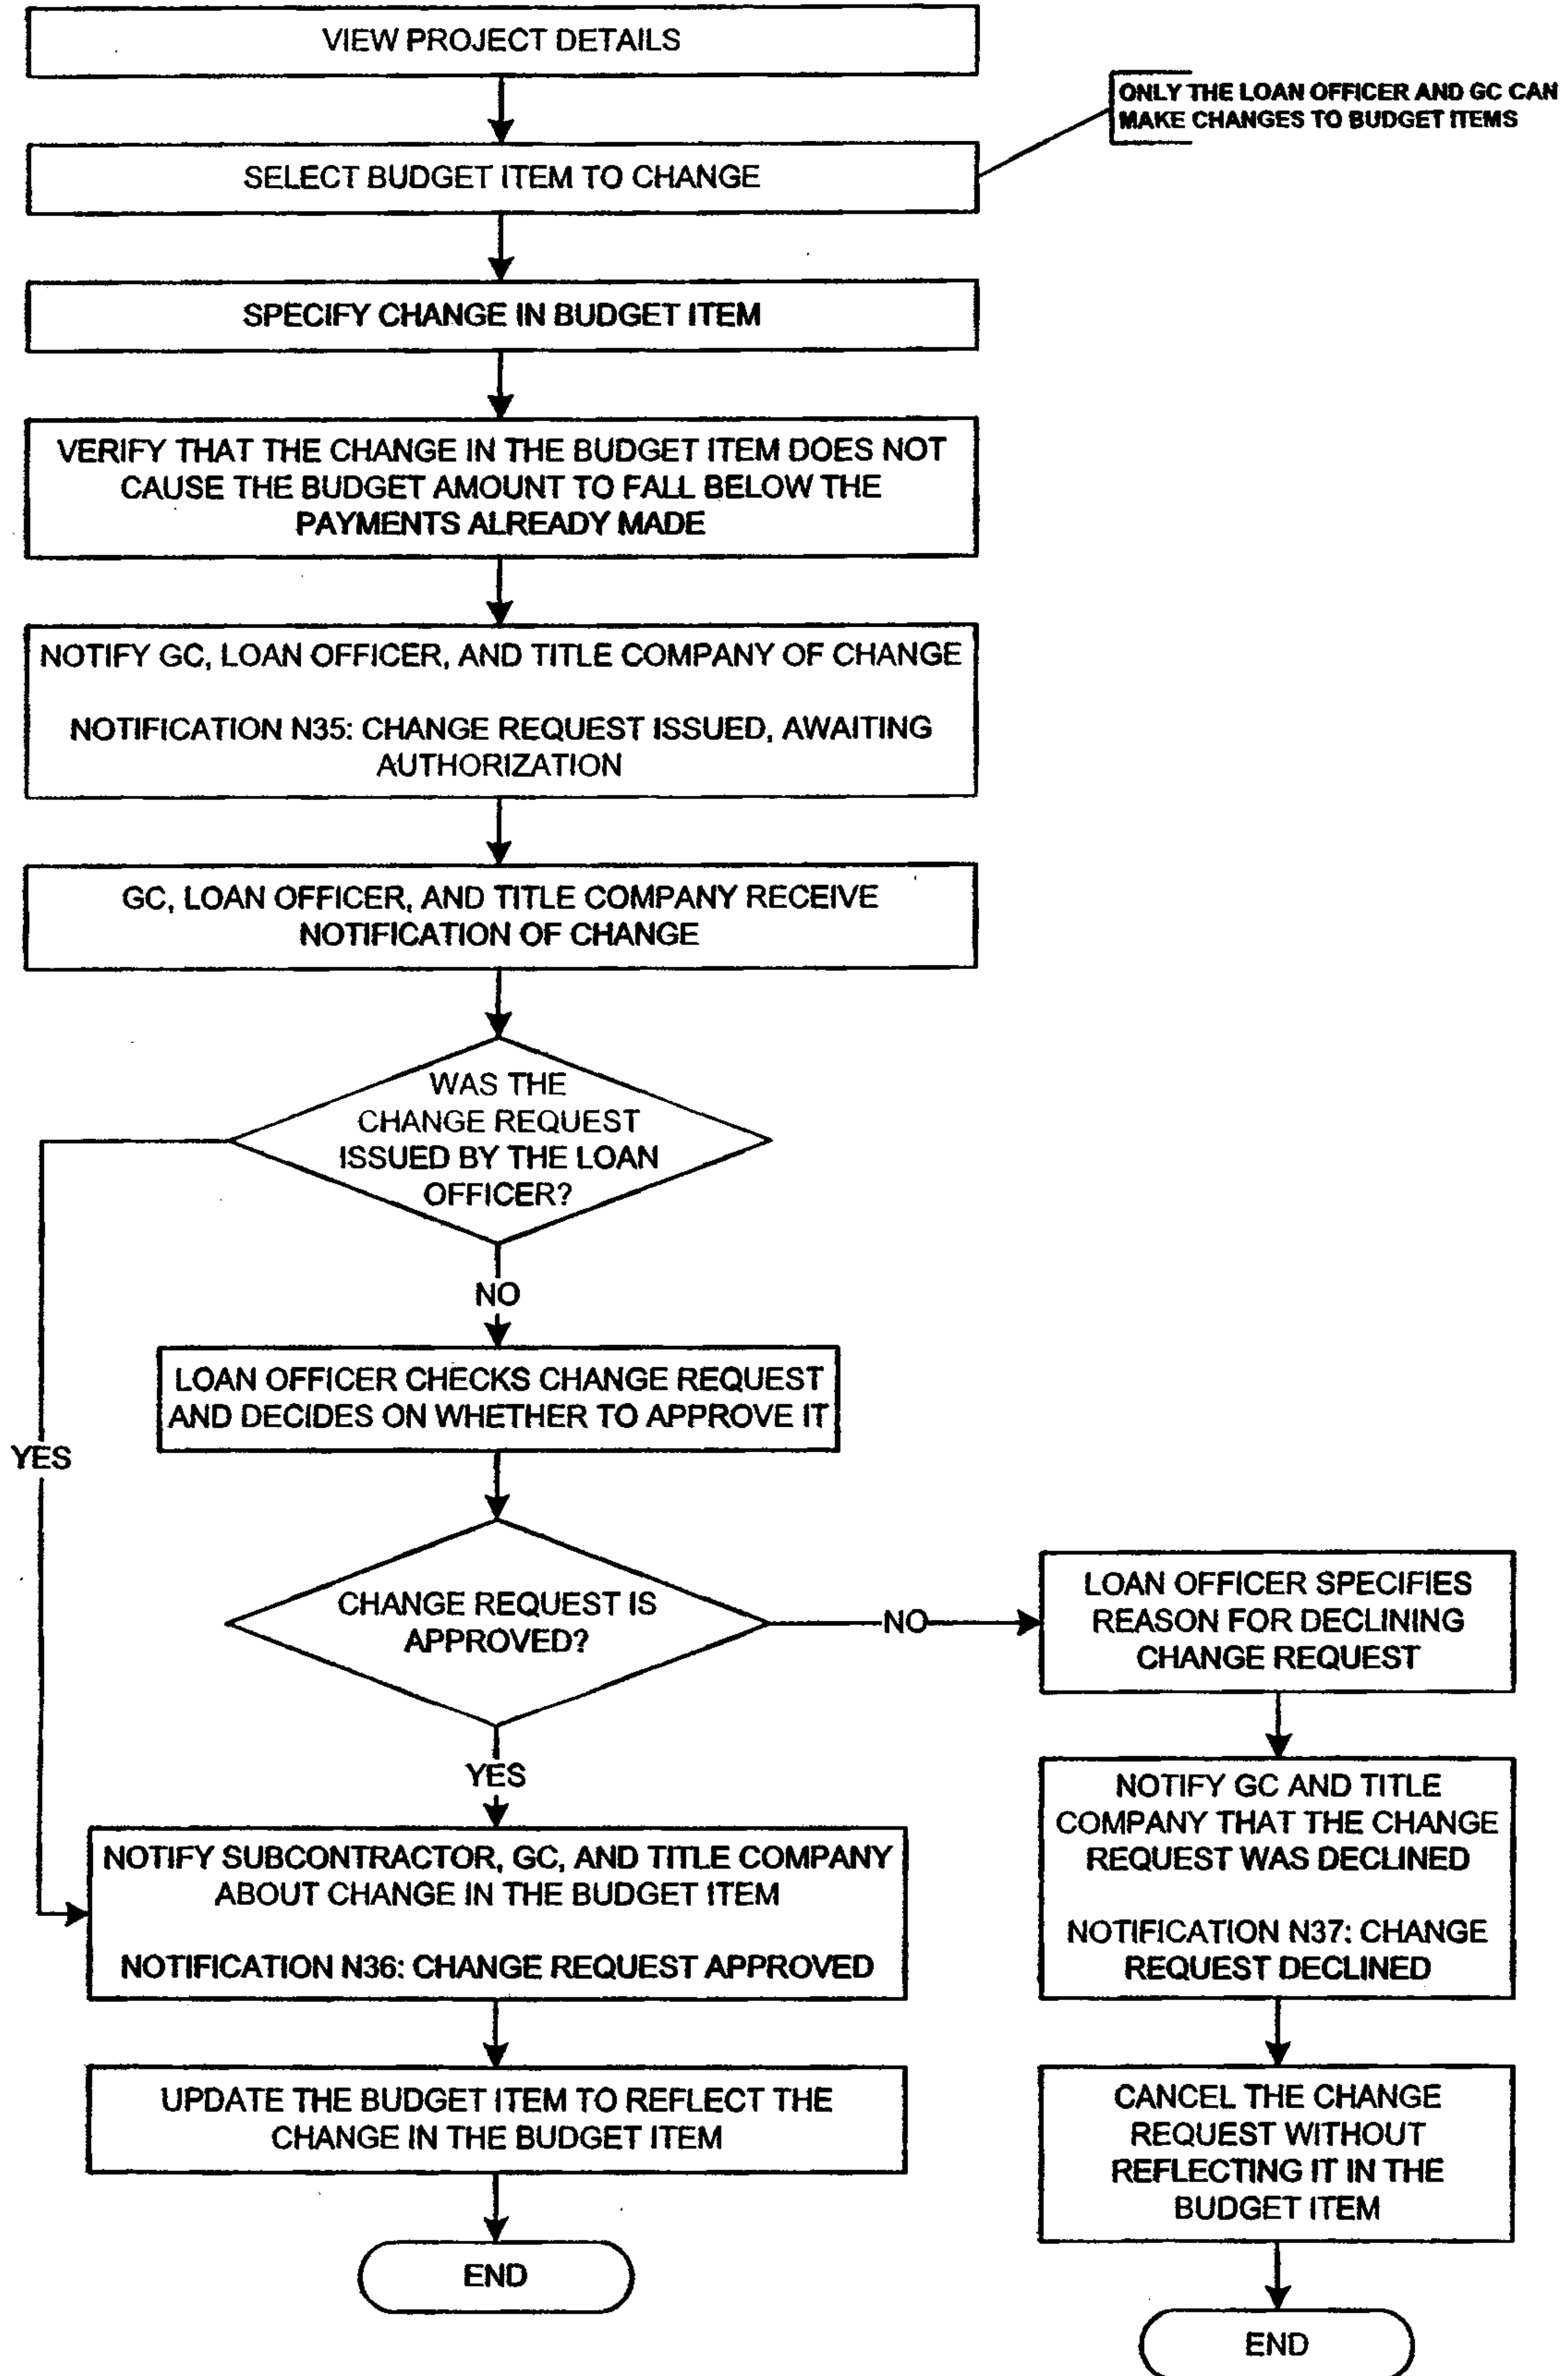 VIEW PROJECT DETAILS
ONLY THE LOAN OFFICER AND GC CAN
MAKE CHANGES TO BUDGET ITEMS
SELECT BUDGET ITEM TO CHANGE
SPECIFY CHANGE IN BUDGET ITEM
VERIFY THAT THE CHANGE IN THE BUDGET ITEM DOES NOT
CAUSE THE BUDGET AMOUNT TO FALL BELOW THE
PAYMENTS ALREADY MADE
NOTIFY GC, LOAN OFFICER, AND TITLE COMPANY OF CHANGE
NOTIFICATION N35: CHANGE REQUEST ISSUED, AWAITING
AUTHORIZATION
GC, LOAN OFFICER, AND TITLE COMPANY RECEIVE
NOTIFICATION OF CHANGE
WAS THE
CHANGE REQUEST
ISSUED BY THE LOAN
OFFICER?
NO
LOAN OFFICER CHECKS CHANGE REQUEST
AND DECIDES ON WHETHER TO APPROVE IT
YES
CHANGE REQUEST IS
APPROVED?
NO
LOAN OFFICER SPECIFIES
REASON FOR DECLINING
CHANGE REQUEST
YES
NOTIFY SUBCONTRACTOR, GC, AND TITLE COMPANY
ABOUT CHANGE IN THE BUDGET ITEM
NOTIFICATION N36: CHANGE REQUEST APPROVED
NOTIFY GC AND TITLE
COMPANY THAT THE CHANGE
REQUEST WAS DECLINED
NOTIFICATION N37: CHANGE
REQUEST DECLINED
UPDATE THE BUDGET ITEM TO REFLECT THE
CHANGE IN THE BUDGET ITEM
CANCEL THE CHANGE
REQUEST WITHOUT
REFLECTING IT IN THE
BUDGET ITEM
END
END